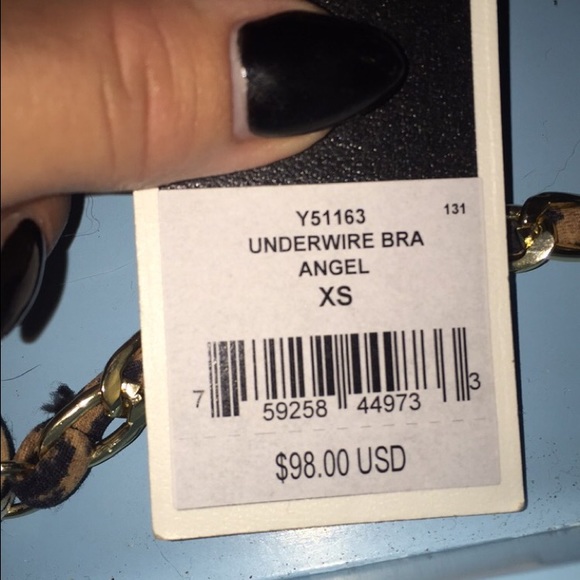 Y51163 131
UNDERWIRE BRA
ANGEL
XS
7 59258 44973 3
$98.00 USD